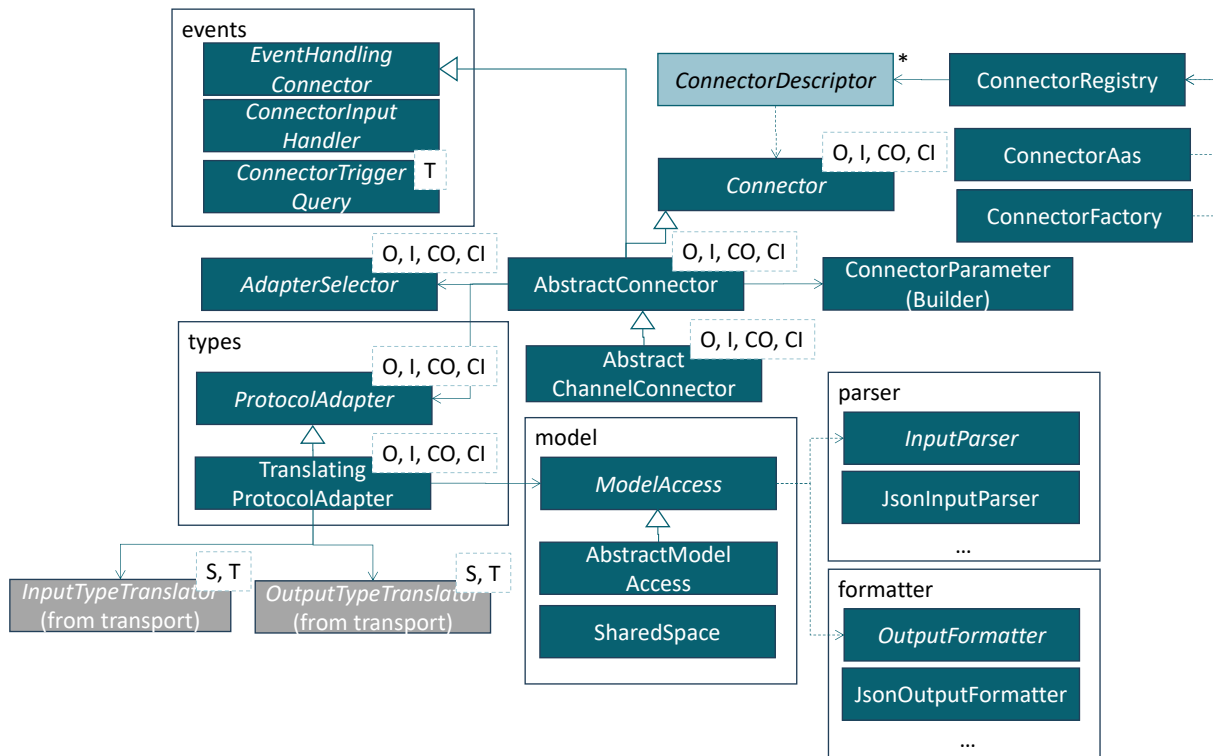 events
EventHandling
Connector
ConnectorInput
Handler
ConnectorTrigger
Query
T
ConnectorDescriptor
*
ConnectorRegistry
O, I, CO, CI
Connector
ConnectorAas
ConnectorFactory
O, I, CO, CI
AdapterSelector
O, I, CO, CI
AbstractConnector
ConnectorParameter
(Builder)
O, I, CO, CI
Abstract
ChannelConnector
types
O, I, CO, CI
ProtocolAdapter
O, I, CO, CI
Translating
ProtocolAdapter
model
ModelAccess
AbstractModel
Access
SharedSpace
parser
InputParser
JsonInputParser
...
S, T
InputTypeTranslator
(from transport)
S, T
OutputTypeTranslator
(from transport)
formatter
OutputFormatter
JsonOutputFormatter
...